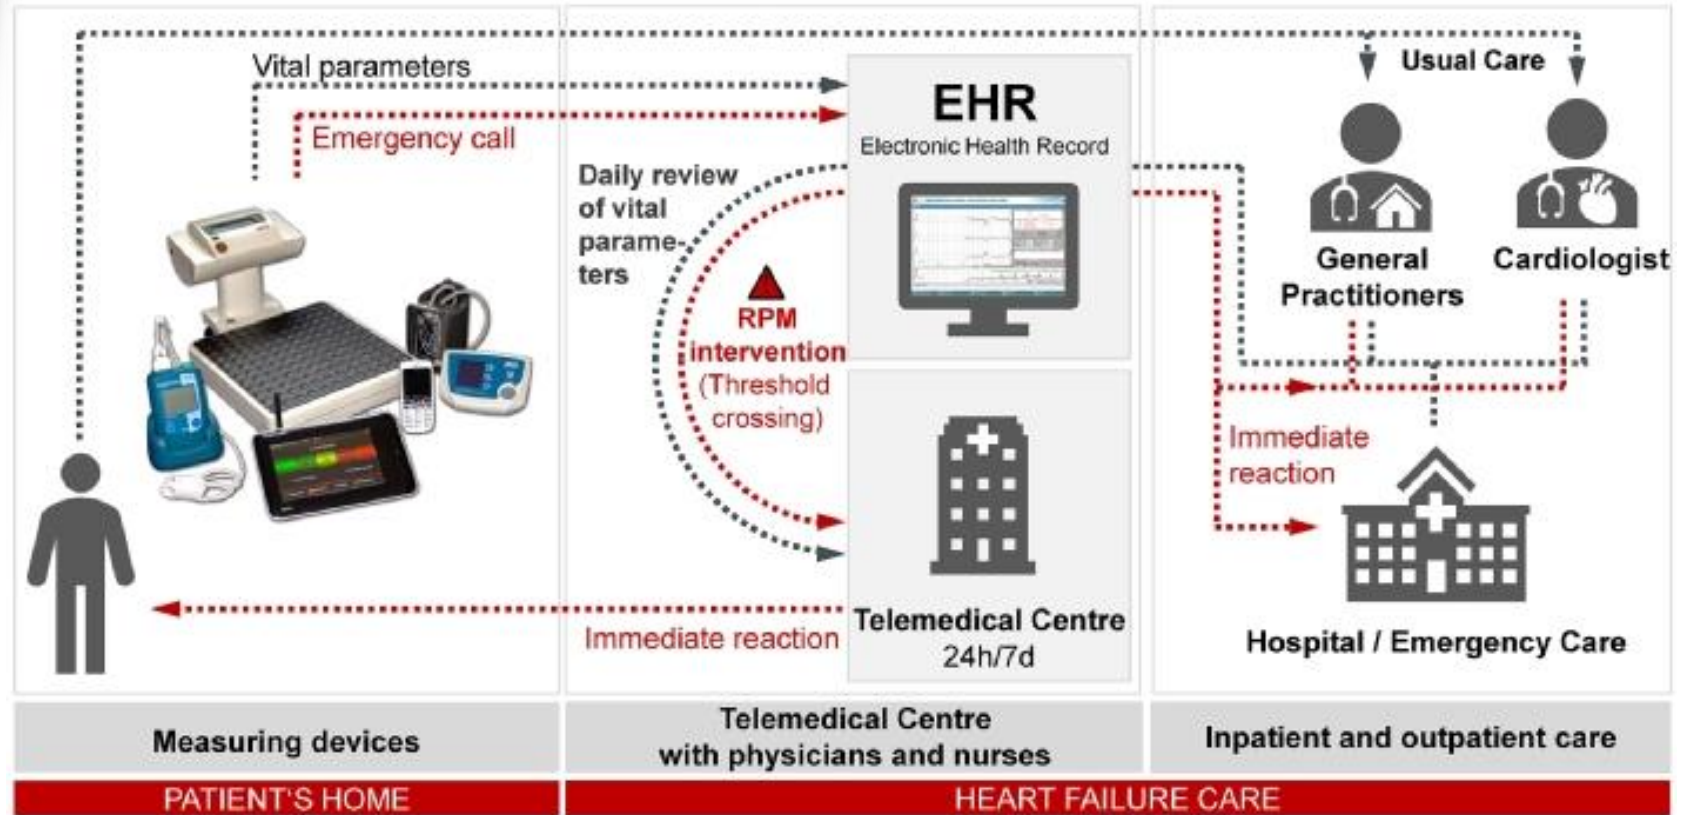 Vital parameters
Emergency call
Daily review
of vital
parame-
ters
RPM
intervention
(Threshold
crossing)
EHR
Electronic Health Record
Telemedical Centre
24h/7d
Immediate reaction
Usual Care
General
Practitioners
Cardiologist
Immediate
reaction
Hospital / Emergency Care
Measuring devices
Telemedical Centre
with physicians and nurses
Inpatient and outpatient care
PATIENT'S HOME
HEART FAILURE CARE